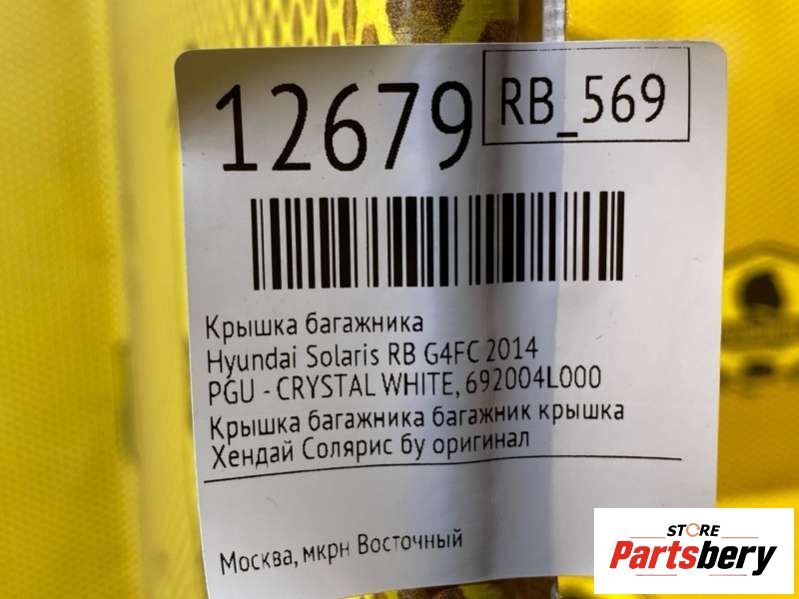 12679
RB_569
Крышка багажника
Hyundai Solaris RB G4FC 2014
PGU - CRYSTAL WHITE, 692004L000
Крышка багажника багажник крышка
Хендай Солярис бу оригинал
Москва, мкрн Восточный
STORE
Partsbery